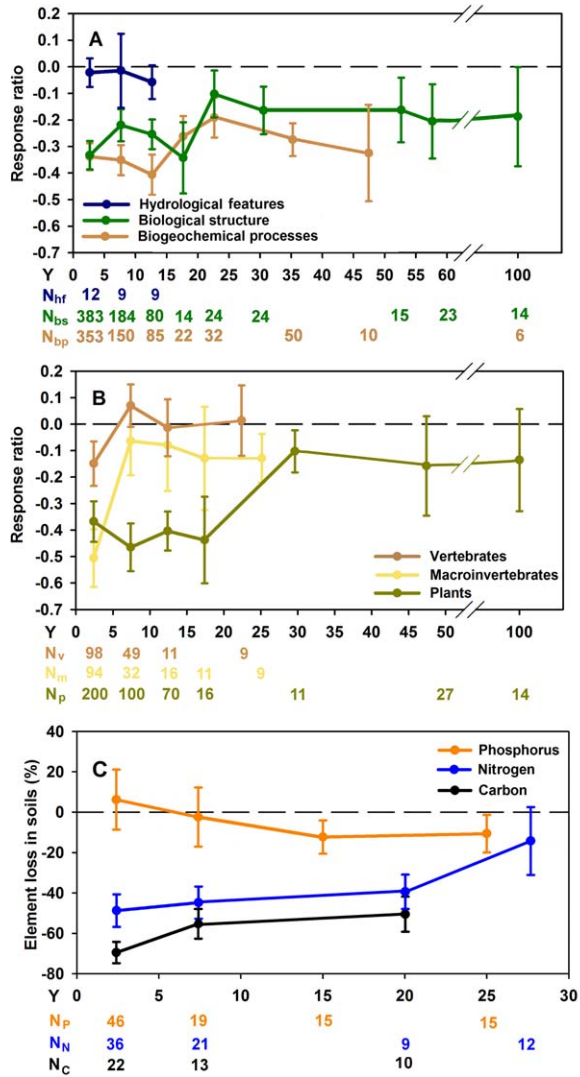 A
0.2
0.1
0.0
-0.1
-0.2
-0.3
-0.4
-0.5
-0.6
-0.7
Response ratio
Hydrological features
Biological structure
Biogeochemical processes
Y 0 5 10 15 20 25 30 35 40 45 50 55 60 100
Nhf 12 9 9
Nbs 383 184 80 14 24 24 15 23 14
Nbp 353 150 85 22 32 50 10 6
B
0.2
0.1
0.0
-0.1
-0.2
-0.3
-0.4
-0.5
-0.6
-0.7
Response ratio
Vertebrates
Macroinvertebrates
Plants
Y 0 5 10 15 20 25 30 35 40 45 50 100
Nv 98 49 11 9
Nm 94 32 16 11 9
Np 200 100 70 16 11 27 14
C
40
20
0
-20
-40
-60
-80
Element loss in soils (%)
Phosphorus
Nitrogen
Carbon
Y 0 5 10 15 20 25 30
NP 46 19 15 15
NN 36 21 9 12
NC 22 13 10